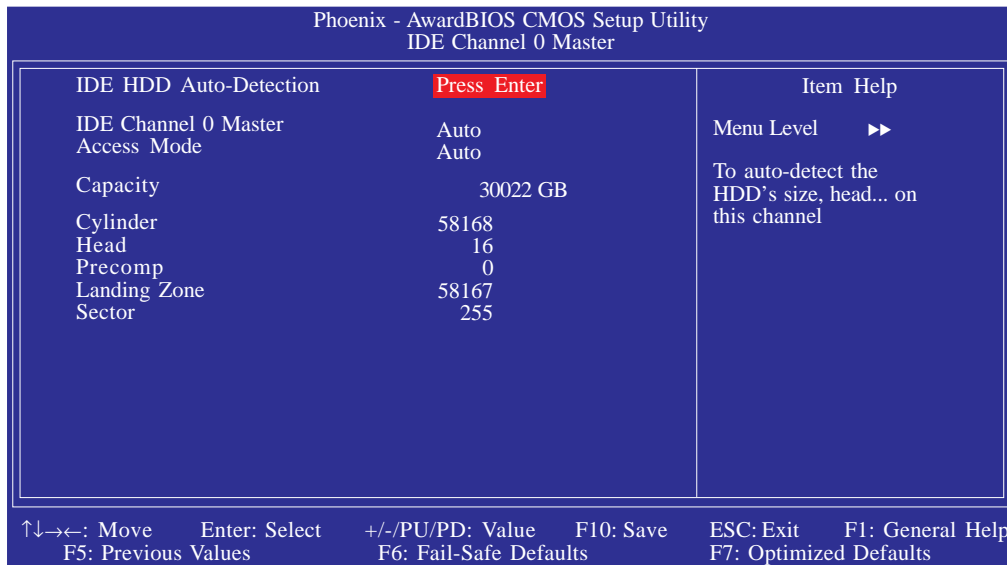 Phoenix - AwardBIOS CMOS Setup Utility
IDE Channel 0 Master
IDE HDD Auto-Detection Press Enter
IDE Channel 0 Master Auto
Access Mode Auto
Capacity 30022 GB
Cylinder 58168
Head 16
Precomp 0
Landing Zone 58167
Sector 255
Item Help
Menu Level ▶▶
To auto-detect the
HDD’s size, head... on
this channel
↑↓→←: Move Enter: Select +/-/PU/PD: Value F10: Save ESC: Exit F1: General Help
F5: Previous Values F6: Fail-Safe Defaults F7: Optimized Defaults